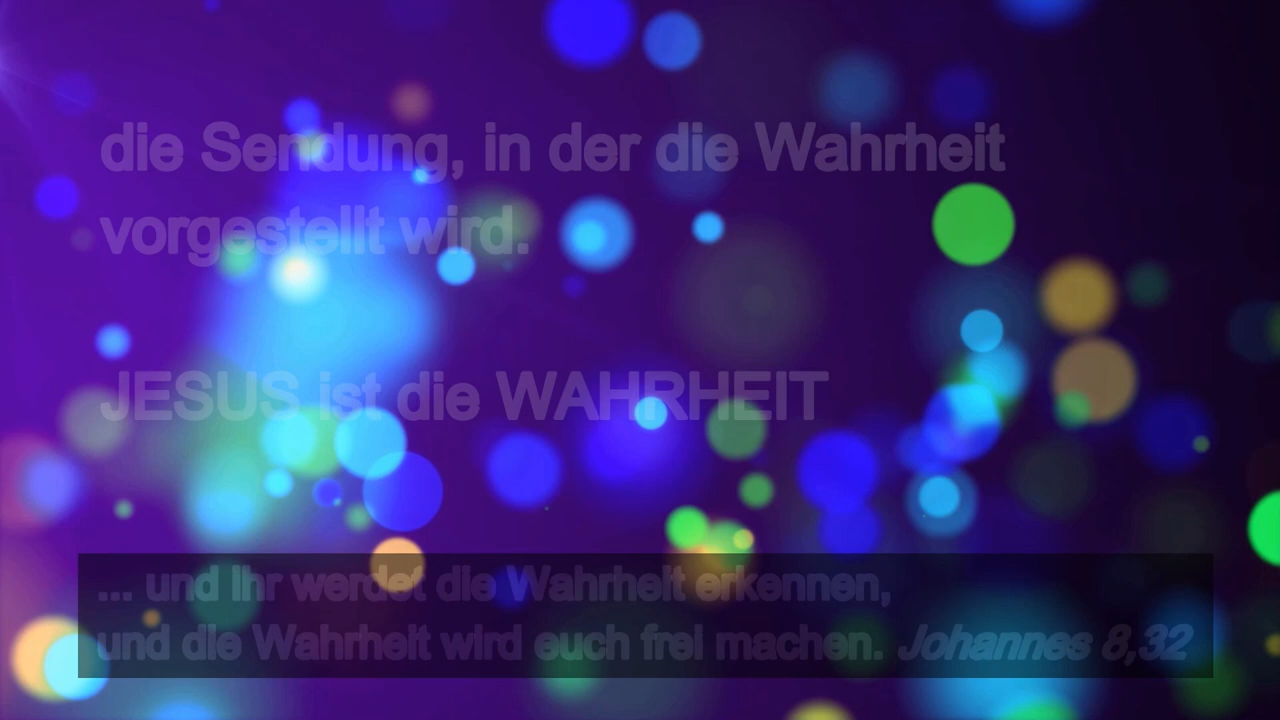 die Sendung, in der die Wahrheit
vorgestellt wird.
JESUS ist die WAHRHEIT
... und Ihr werdet die Wahrheit erkennen,
und die Wahrheit wird euch frei machen. Johannes 8,32